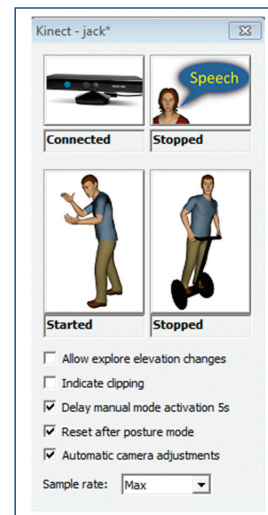 Kinect - jack*
Speech
Connected Stopped
Started Stopped
Allow explore elevation changes
Indicate clipping
Delay manual mode activation 5s
Reset after posture mode
Automatic camera adjustments
Sample rate: Max